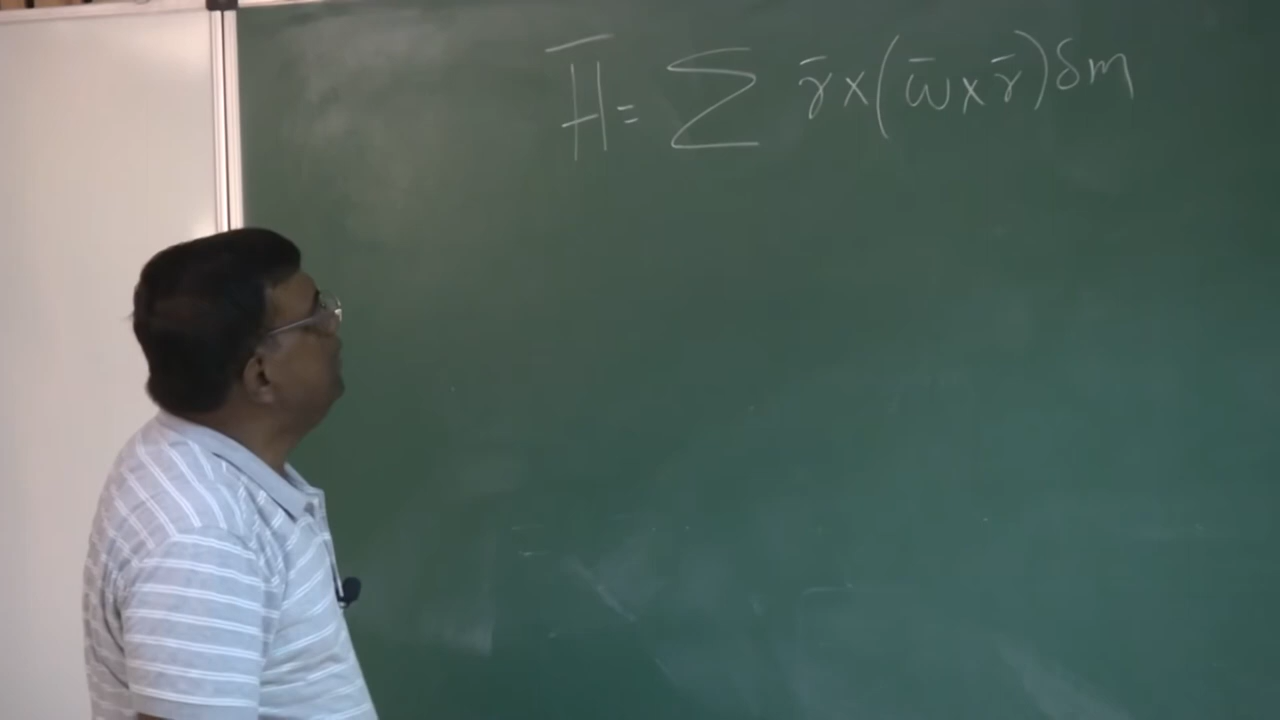 H̄ = ∑ r̄ x (ω̄ x r̄) δm